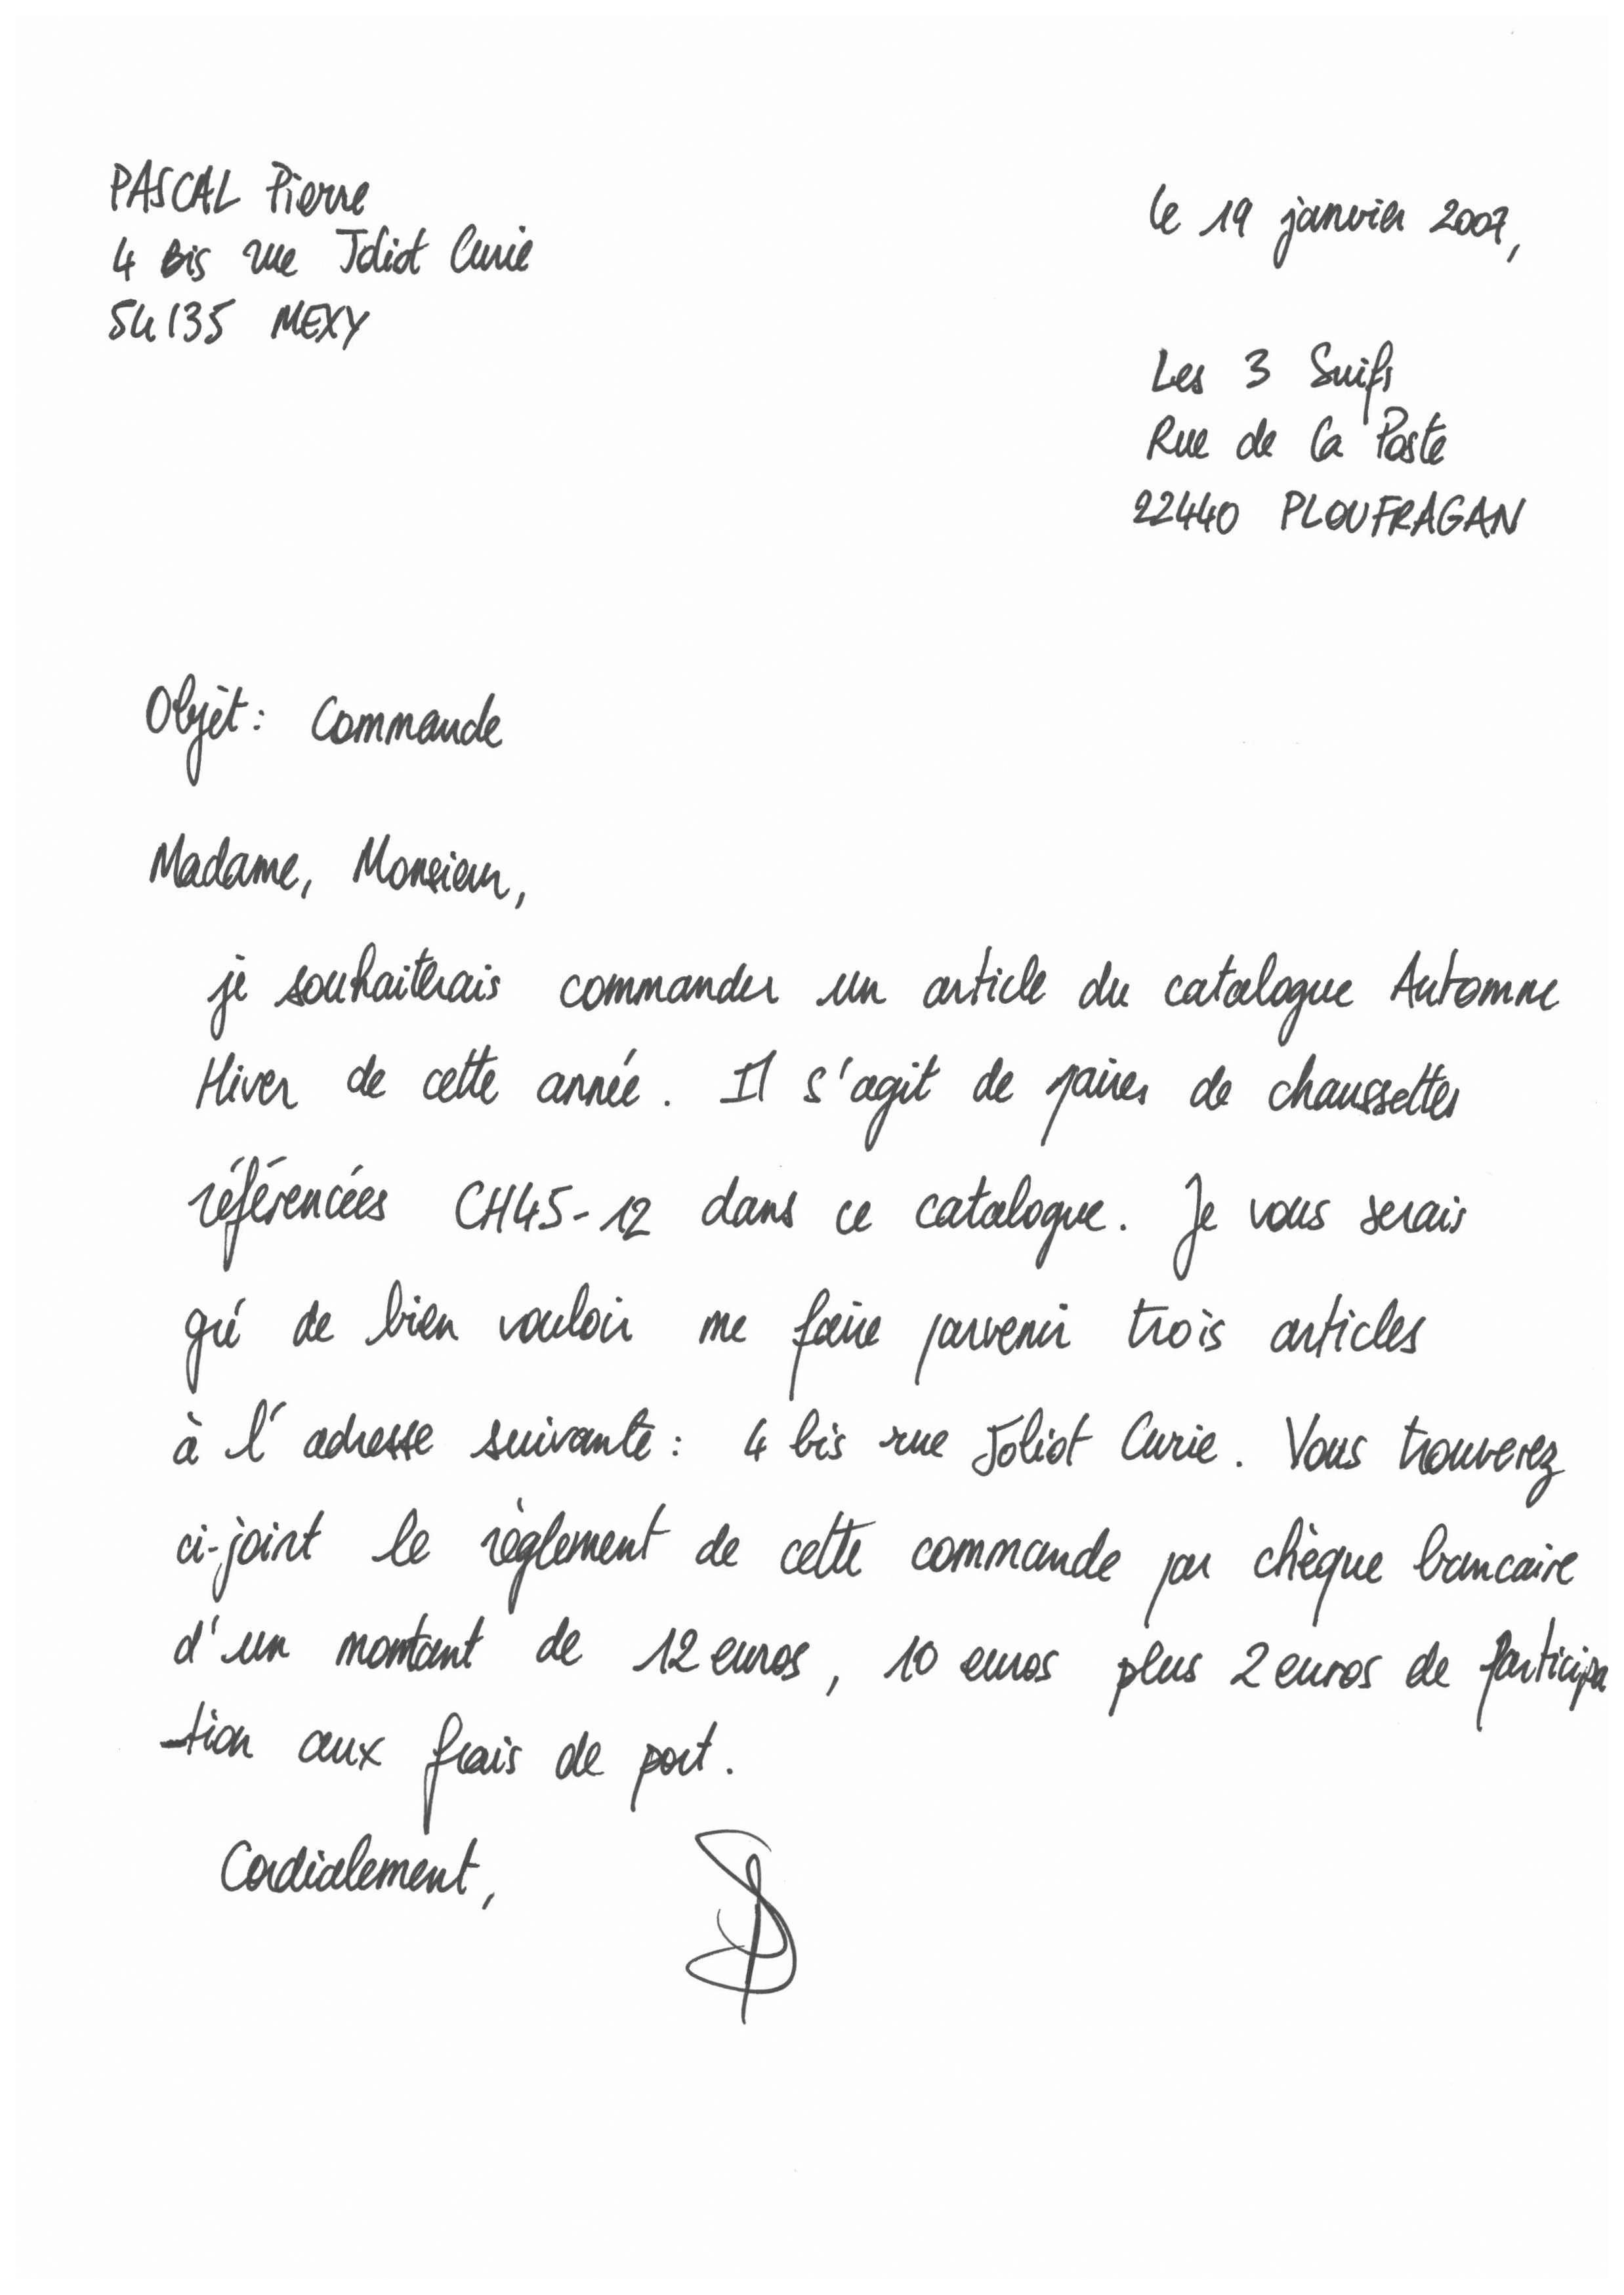 PASCAL Pierre
4 Bis rue Joliot Curie
54135 MEXY
le 19 janvier 2007,
Les 3 Suifs
Rue de la Poste
22440 PLOUFRAGAN
Objèt : Commande
Madame, Monsieur,
je souhaiterais commander un article du catalogue Automne
Hiver de cette année. Il s'agit de paires de chaussettes
référencées CH45-12 dans ce catalogue. Je vous serais
gré de bien vouloir me faire parvenir trois articles
à l'adresse suivante : 4 bis rue Joliot Curie. Vous trouverez
ci-joint le règlement de cette commande par chèque bancaire
d'un montant de 12 euros, 10 euros plus 2 euros de participa
-tion aux frais de port.
Cordialement,